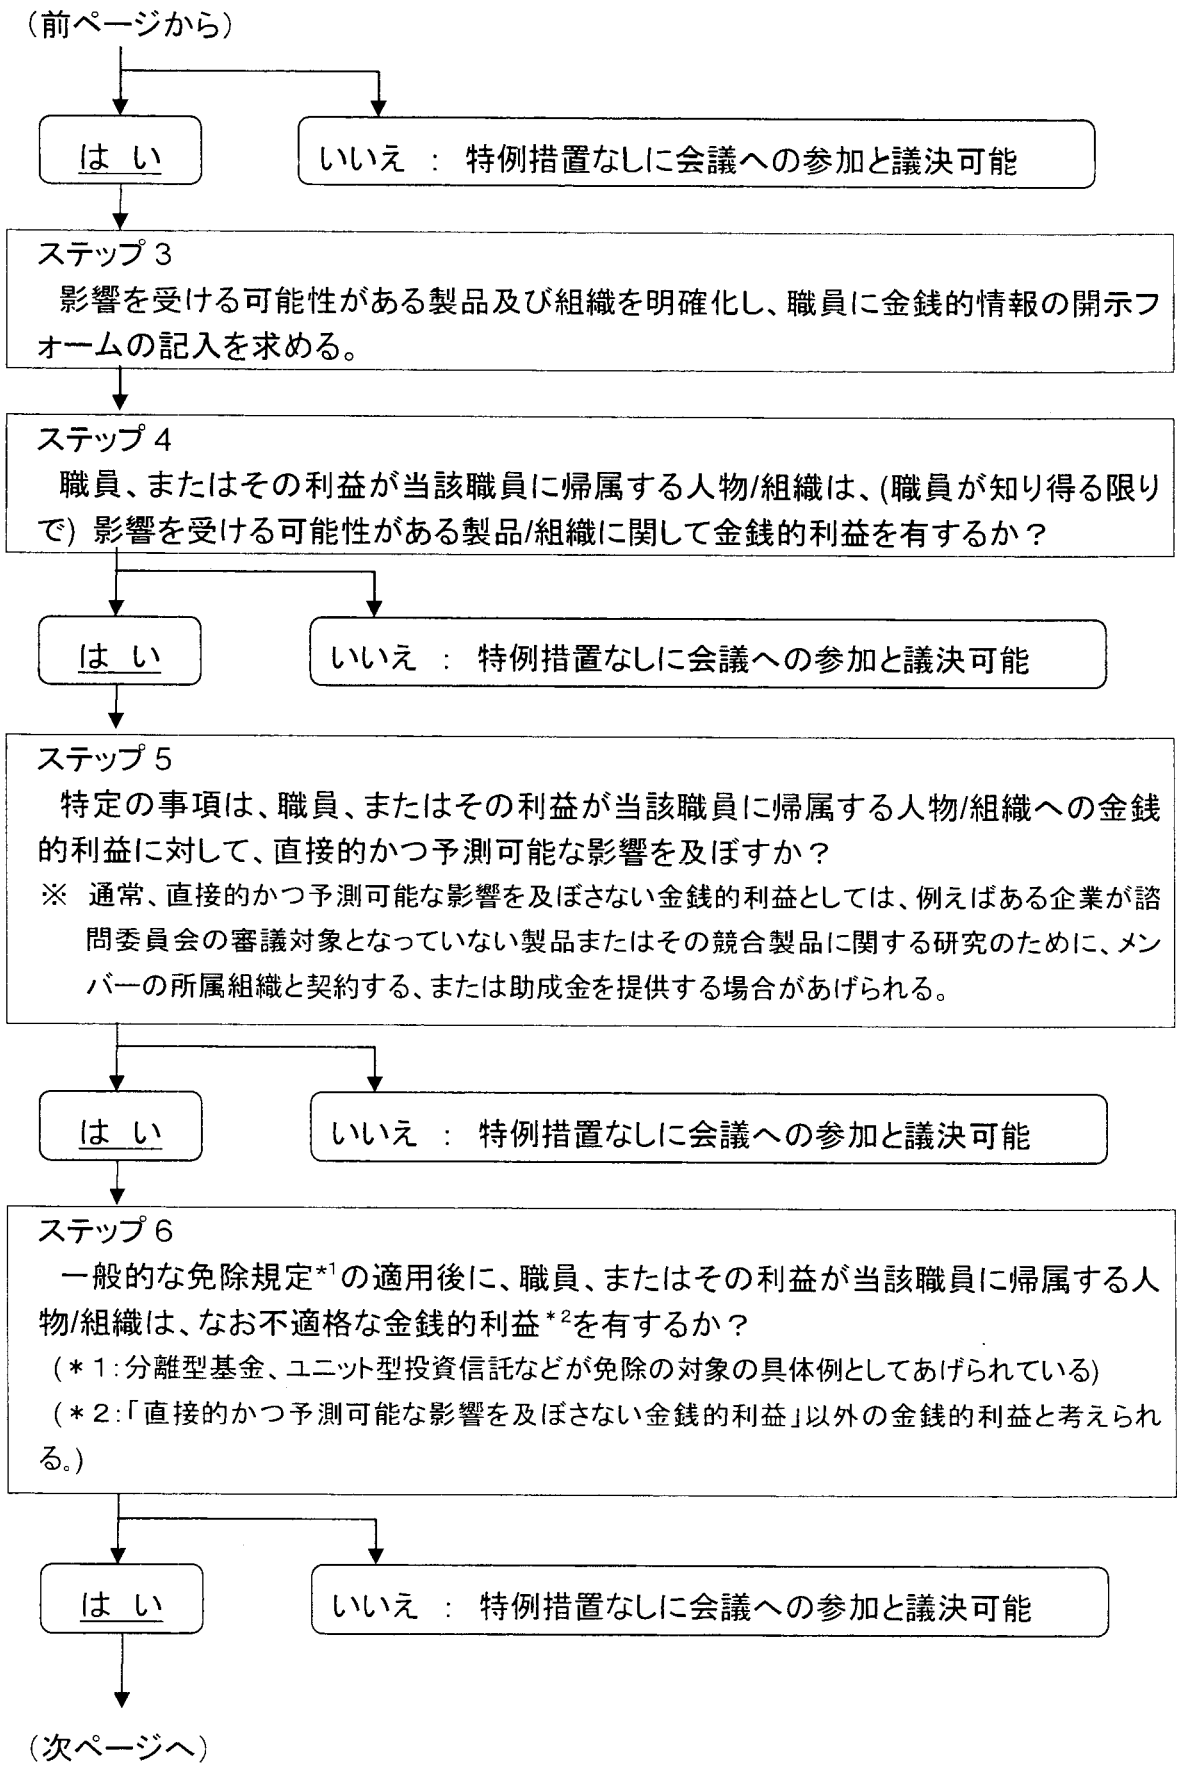 (前ページから)
は い
いいえ : 特例措置なしに会議への参加と議決可能
ステップ 3
影響を受ける可能性がある製品及び組織を明確化し、職員に金銭的情報の開示フ
ォームの記入を求める。
ステップ 4
職員、またはその利益が当該職員に帰属する人物/組織は、(職員が知り得る限り
で) 影響を受ける可能性がある製品/組織に関して金銭的利益を有するか?
は い
いいえ : 特例措置なしに会議への参加と議決可能
ステップ 5
特定の事項は、職員、またはその利益が当該職員に帰属する人物/組織への金銭
的利益に対して、直接的かつ予測可能な影響を及ぼすか?
※ 通常、直接的かつ予測可能な影響を及ぼさない金銭的利益としては、例えばある企業が諮
問委員会の審議対象となっていない製品またはその競合製品に関する研究のために、メン
バーの所属組織と契約する、または助成金を提供する場合があげられる。
は い
いいえ : 特例措置なしに会議への参加と議決可能
ステップ 6
一般的な免除規定*1の適用後に、職員、またはその利益が当該職員に帰属する人
物/組織は、なお不適格な金銭的利益*2を有するか?
(*1:分離型基金、ユニット型投資信託などが免除の対象の具体例としてあげられている)
(*2:「直接的かつ予測可能な影響を及ぼさない金銭的利益」以外の金銭的利益と考えられ
る。)
は い
いいえ : 特例措置なしに会議への参加と議決可能
(次ページへ)